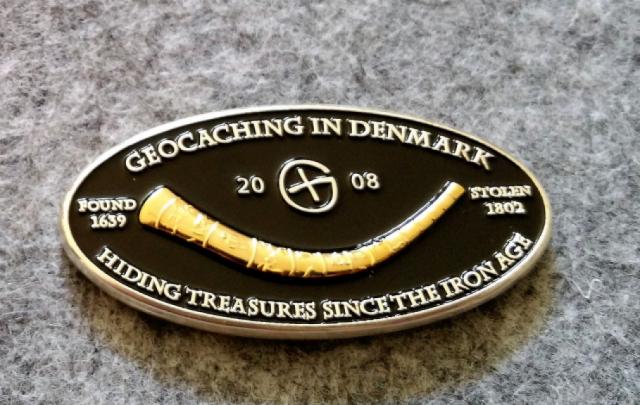 GEOCACHING IN DENMARK
20 G 08
FOUND
1639
STOLEN
1802
HIDING TREASURES SINCE THE IRON AGE